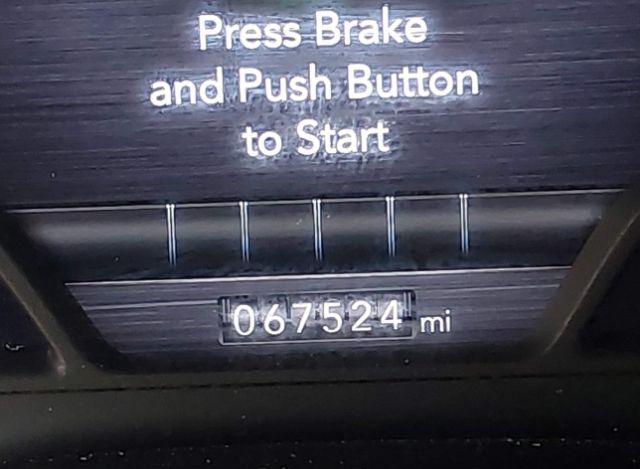 Press Brake
and Push Button
to Start
067524 mi